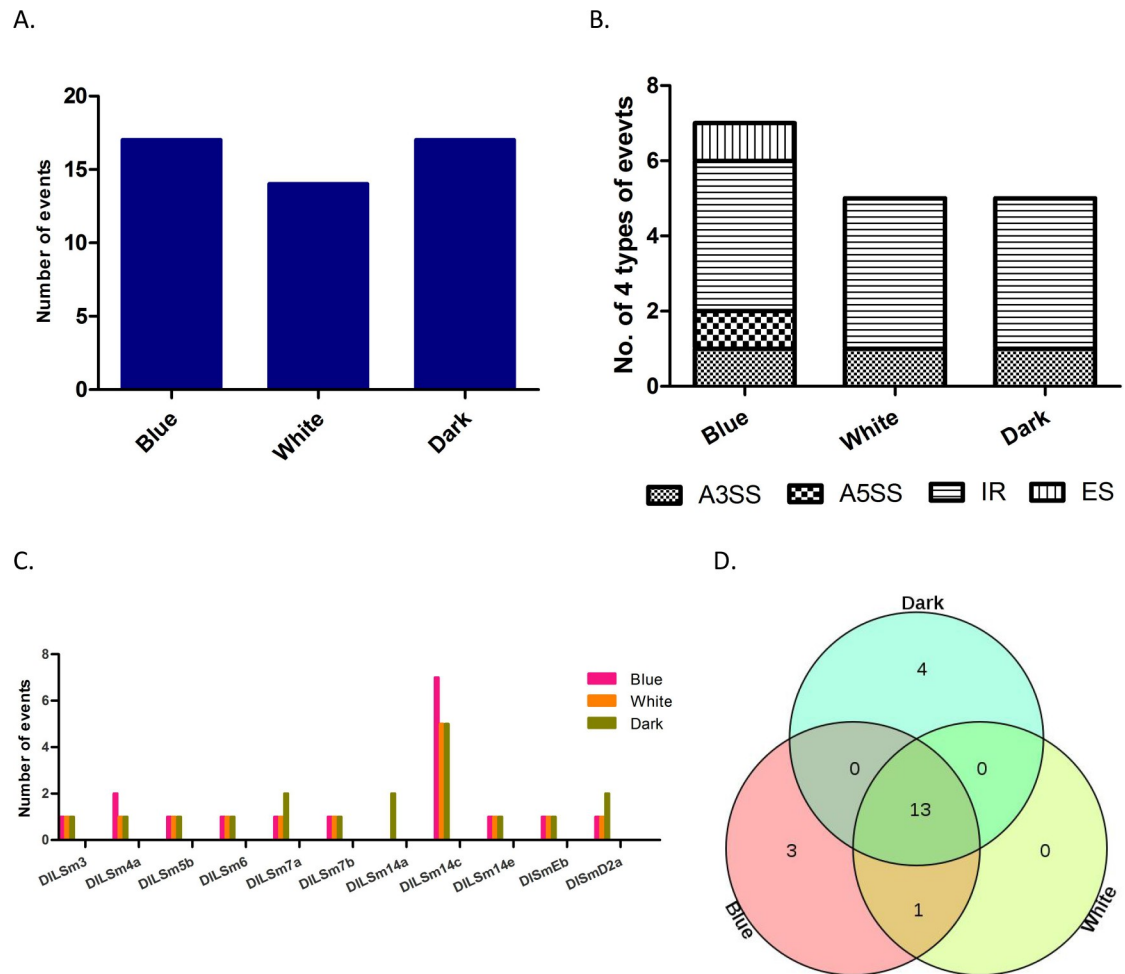 A.
Number of events
20
15
10
5
0
Blue
White
Dark
B.
No. of 4 types of evevts
8
6
4
2
0
Blue
White
Dark
A3SS
A5SS
IR
ES
C.
Number of events
8
6
4
2
0
Blue
White
Dark
DILSm3
DILSm4a
DILSm5b
DILSm6
DILSm7a
DILSm7b
DILSm14a
DILSm14c
DILSm14e
DISmEb
DISmD2a
D.
Dark
4
0
0
13
3
0
1
Blue
White